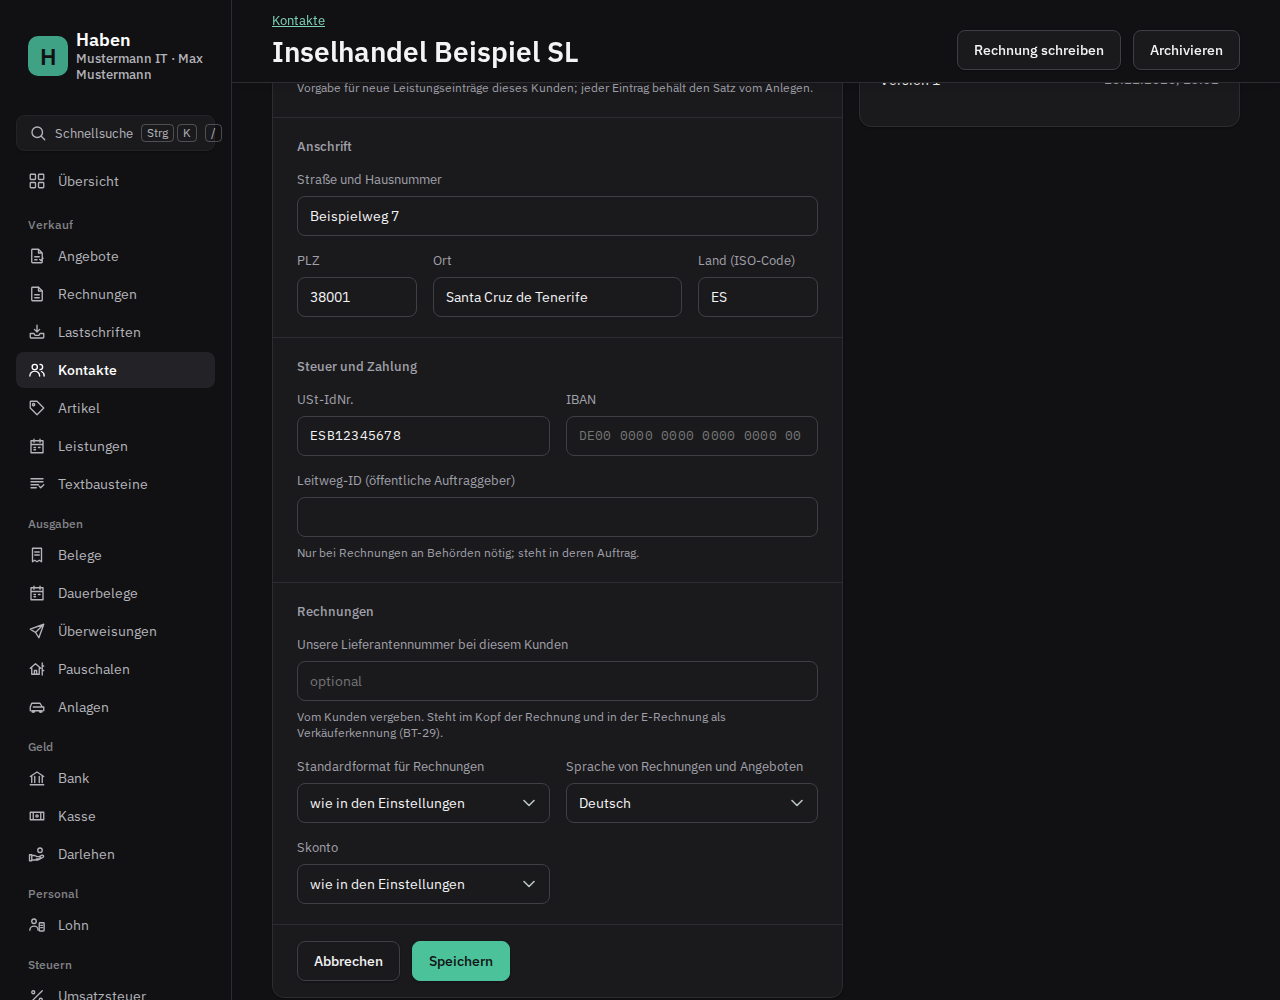 Haben
Mustermann IT · Max
Mustermann
Schnellsuche Strg K /
Übersicht
Verkauf
Angebote
Rechnungen
Lastschriften
Kontakte
Artikel
Leistungen
Textbausteine
Ausgaben
Belege
Dauerbelege
Überweisungen
Pauschalen
Anlagen
Geld
Bank
Kasse
Darlehen
Personal
Lohn
Steuern
Umsatzsteuer
Kontakte
Inselhandel Beispiel SL
Rechnung schreiben
Archivieren
Vorgabe für neue Leistungseinträge dieses Kunden; jeder Eintrag behält den Satz vom Anlegen.
Anschrift
Straße und Hausnummer
Beispielweg 7
PLZ Ort Land (ISO-Code)
38001 Santa Cruz de Tenerife ES
Steuer und Zahlung
USt-IdNr. IBAN
ESB12345678 DE00 0000 0000 0000 0000 00
Leitweg-ID (öffentliche Auftraggeber)
Nur bei Rechnungen an Behörden nötig; steht in deren Auftrag.
Rechnungen
Unsere Lieferantennummer bei diesem Kunden
optional
Vom Kunden vergeben. Steht im Kopf der Rechnung und in der E-Rechnung als
Verkäuferkennung (BT-29).
Standardformat für Rechnungen Sprache von Rechnungen und Angeboten
wie in den Einstellungen Deutsch
Skonto
wie in den Einstellungen
Abbrechen Speichern